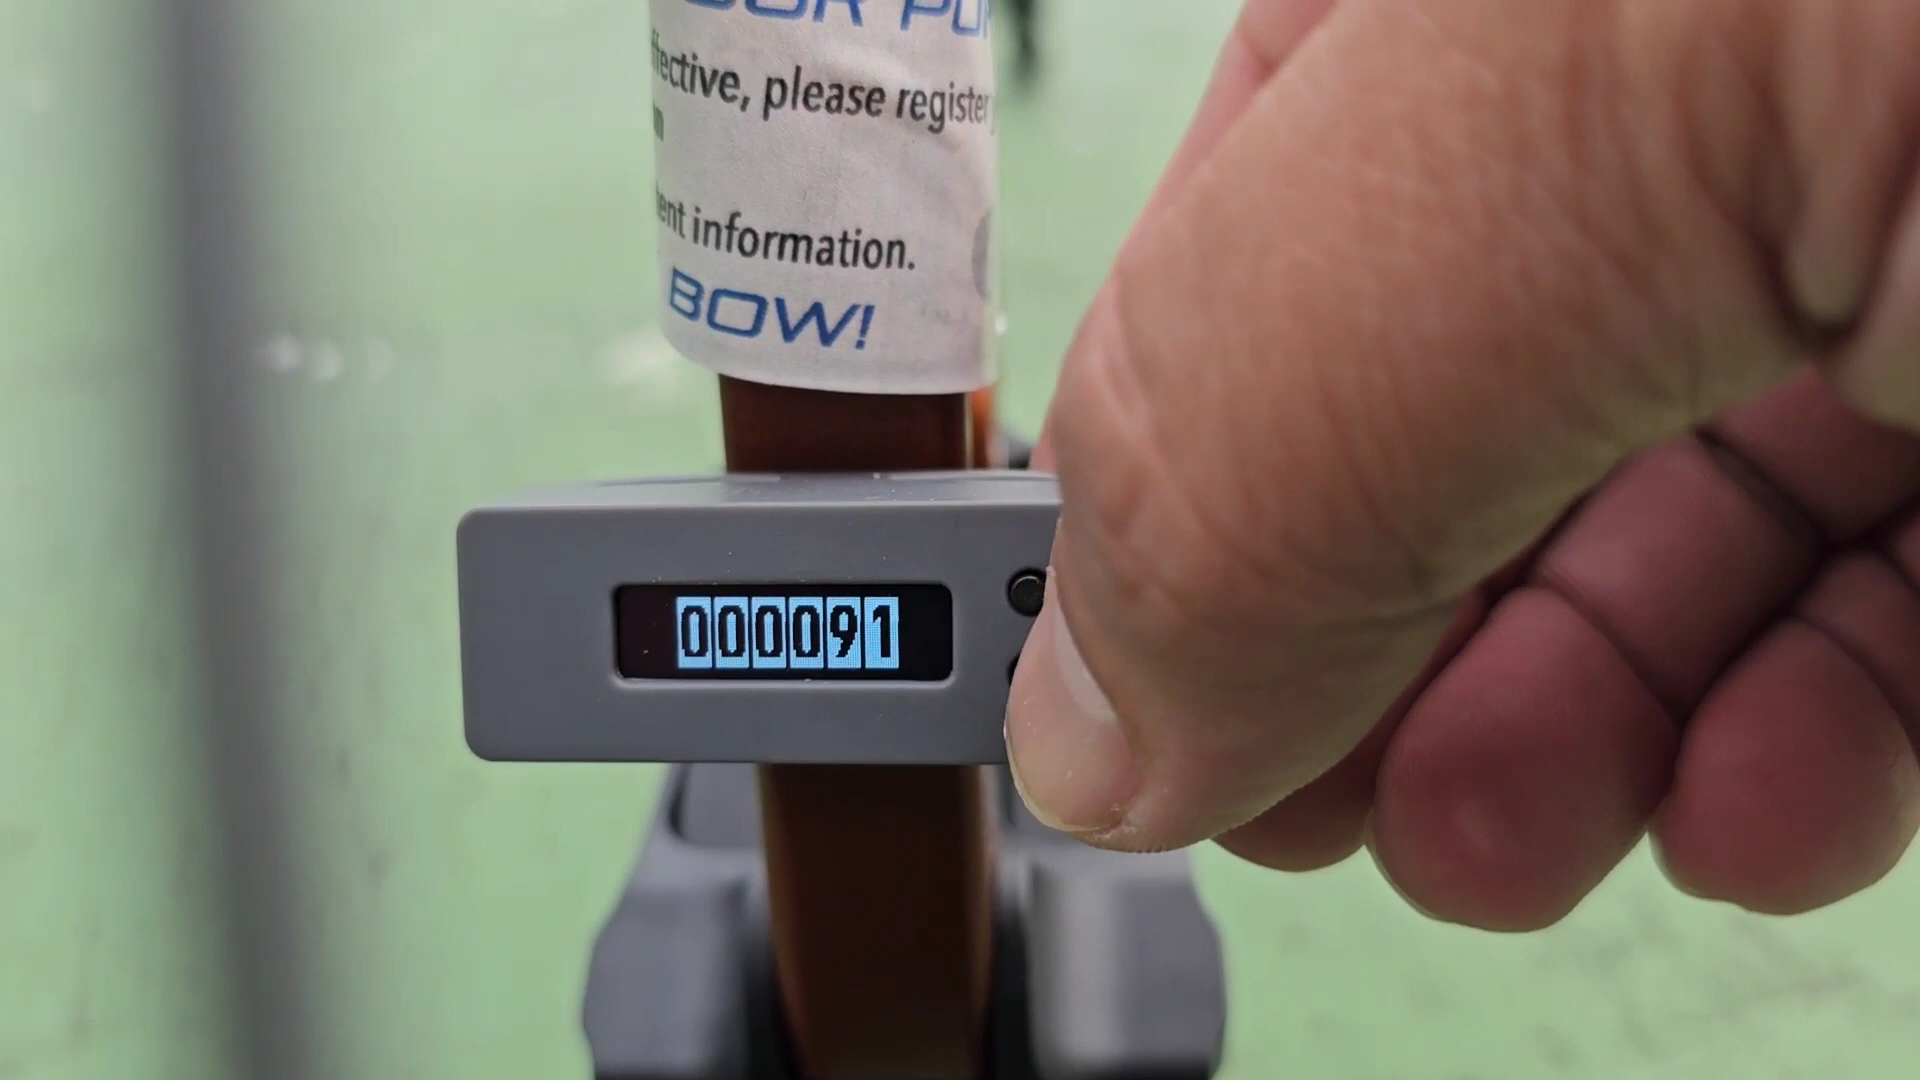 ffective, please register
ent information.
BOW!
000091